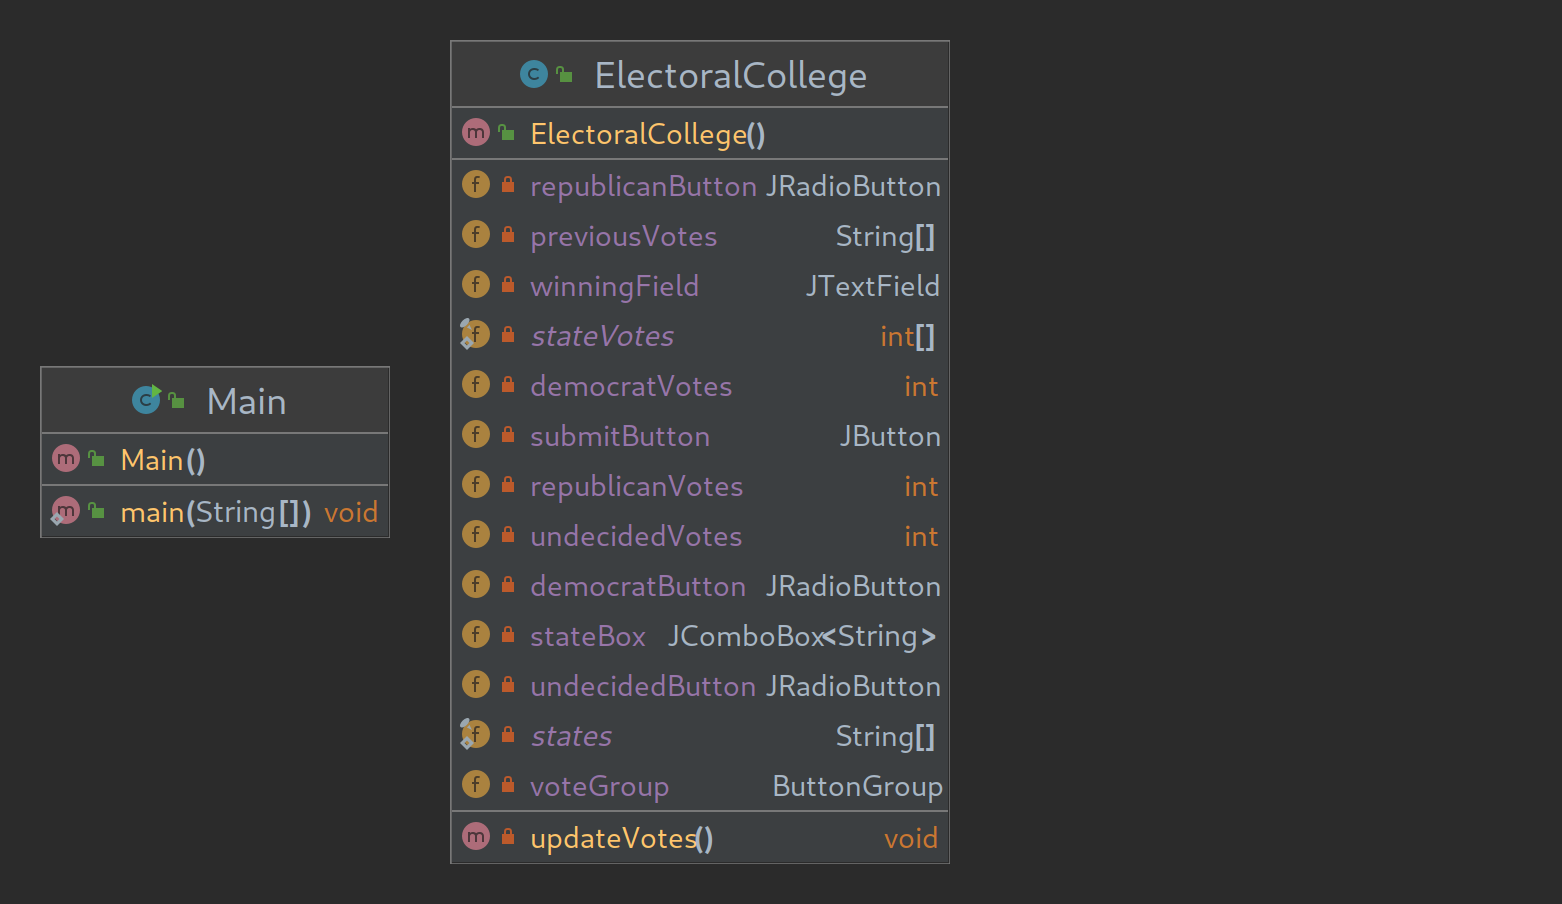 Main
Main()
main(String[]) void
ElectoralCollege
ElectoralCollege()
republicanButton JRadioButton
previousVotes String[]
winningField JTextField
stateVotes int[]
democratVotes int
submitButton JButton
republicanVotes int
undecidedVotes int
democratButton JRadioButton
stateBox JComboBox<String>
undecidedButton JRadioButton
states String[]
voteGroup ButtonGroup
updateVotes() void